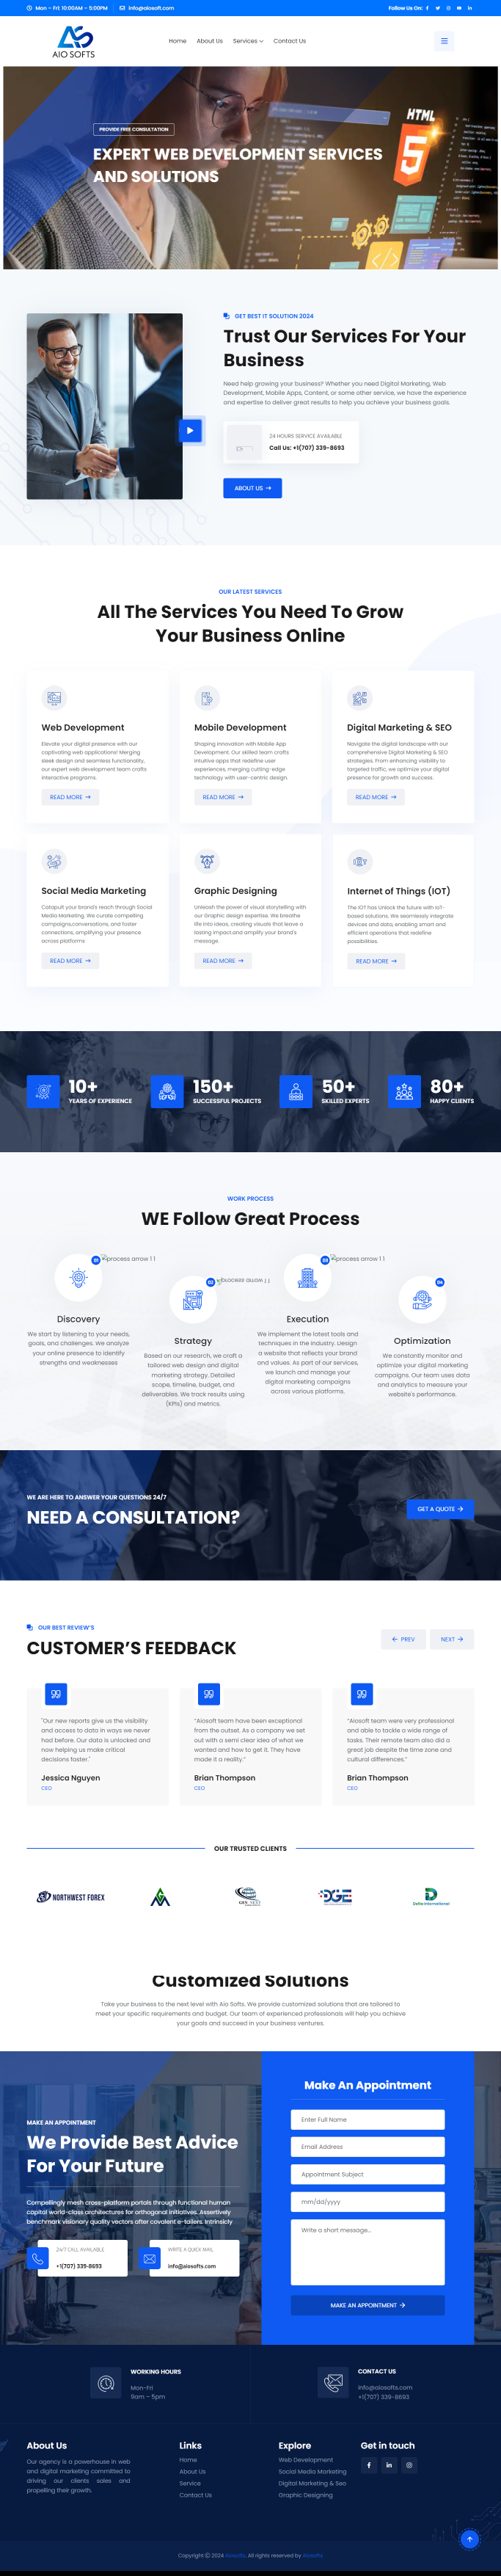 Mon - Fri: 10:00AM - 5:00PM
info@aiosoft.com
Follow Us On:
AIO SOFTS
Home
About Us
Services
Contact Us
PROVIDE FREE CONSULTATION
EXPERT WEB DEVELOPMENT SERVICES
AND SOLUTIONS
HTML
5
GET BEST IT SOLUTION 2024
Trust Our Services For Your
Business
Need help growing your business? Whether you need Digital Marketing, Web
Development, Mobile Apps, Content, or some other service, we have the experience
and expertise to deliver great results to help you achieve your business goals.
24 HOURS SERVICE AVAILABLE
Call Us: +1(707) 339-8693
ABOUT US
OUR LATEST SERVICES
All The Services You Need To Grow
Your Business Online
Web Development
Elevate your digital presence with our
captivating web applications! Merging
sleek design and seamless functionality,
our expert web development team crafts
interactive programs.
READ MORE
Mobile Development
Shaping Innovation with Mobile App
Development. Our skilled team crafts
intuitive apps that redefine user
experiences, merging cutting-edge
technology with user-centric design.
READ MORE
Digital Marketing & SEO
Navigate the digital landscape with our
comprehensive Digital Marketing & SEO
strategies. From enhancing visibility to
targeted traffic, we optimize your digital
presence for growth and success.
READ MORE
Social Media Marketing
Catapult your brand's reach through Social
Media Marketing. We curate compelling
campaigns,conversations, and foster
connections, amplifying your presence
across platforms
READ MORE
Graphic Designing
Unleash the power of visual storytelling with
our Graphic design expertise. We breathe
life into ideas, creating visuals that leave a
lasting impact.and amplify your brand's
message.
READ MORE
Internet of Things (IOT)
The IOT has Unlock the future with IoT-
based solutions. We seamlessly integrate
devices and data, enabling smart and
efficient operations that redefine
possibilities.
READ MORE
10+
YEARS OF EXPERIENCE
150+
SUCCESSFUL PROJECTS
50+
SKILLED EXPERTS
80+
HAPPY CLIENTS
WORK PROCESS
WE Follow Great Process
01
process arrow 1 1
Discovery
We start by listening to your needs,
goals, and challenges. We analyze
your online presence to identify
strengths and weaknesses
02
process arrow 1 1
Strategy
Based on our research, we craft a
tailored web design and digital
marketing strategy. Detailed
scope, timeline, budget, and
deliverables. We track results using
(KPIs) and metrics.
03
process arrow 1 1
Execution
We implement the latest tools and
techniques in the industry. Design
a website that reflects your brand
and values. As part of our services,
we launch and manage your
digital marketing campaigns
across various platforms.
04
Optimization
We constantly monitor and
optimize your digital marketing
campaigns. Our team uses data
and analytics to measure your
website's performance.
WE ARE HERE TO ANSWER YOUR QUESTIONS 24/7
NEED A CONSULTATION?
GET A QUOTE
OUR BEST REVIEW'S
CUSTOMER'S FEEDBACK
PREV
NEXT
"Our new reports give us the visibility
and access to data in ways we never
had before. Our data is unlocked and
now helping us make critical
decisions faster."
Jessica Nguyen
CEO
"Aiosoft team have been exceptional
from the outset. As a company we set
out with a semi clear idea of what we
wanted and how to get it. They have
made it a reality."
Brian Thompson
CEO
"Aiosoft team were very professional
and able to tackle a wide range of
tasks. Their remote team also did a
great job despite the time zone and
cultural differences."
Brian Thompson
CEO
OUR TRUSTED CLIENTS
NORTHWEST FOREX
DGE
Delta International
Customized Solutions
Take your business to the next level with Aio Softs. We provide customized solutions that are tailored to
meet your specific requirements and budget. Our team of experienced professionals will help you achieve
your goals and succeed in your business ventures.
MAKE AN APPOINTMENT
We Provide Best Advice
For Your Future
Compellingly mesh cross-platform portals through functional human
capital world-class architectures for orthogonal initiatives. Assertively
benchmark visionary quality vectors after covalent e-tailers. Intrinsicly
24/7 CALL AVAILABLE
+1(707) 339-8693
WRITE A QUICK MAIL
info@aiosofts.com
Make An Appointment
Enter Full Name
Email Address
Appointment Subject
mm/dd/yyyy
Write a short message...
MAKE AN APPOINTMENT
WORKING HOURS
Mon-Fri
9am - 5pm
CONTACT US
info@aiosofts.com
+1(707) 339-8693
About Us
Our agency is a powerhouse in web
and digital marketing committed to
driving our clients sales and
propelling their growth.
Links
Home
About Us
Service
Contact Us
Explore
Web Development
Social Media Marketing
Digital Marketing & Seo
Graphic Designing
Get in touch
Copyright © 2024 Aiosofts. All rights reserved by Aiosofts